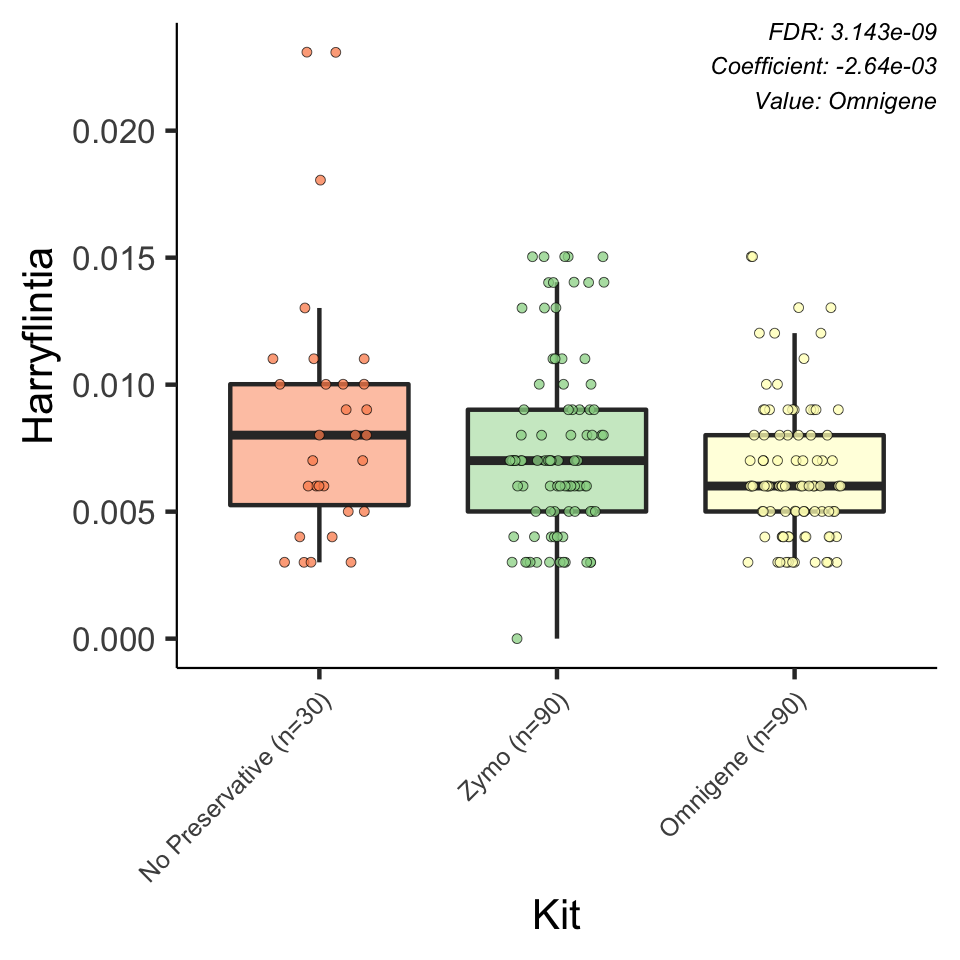 FDR: 3.143e-09
Coefficient: -2.64e-03
Value: Omnigene
Harryflintia
0.020
0.015
0.010
0.005
0.000
No Preservative (n=30)
Zymo (n=90)
Omnigene (n=90)
Kit